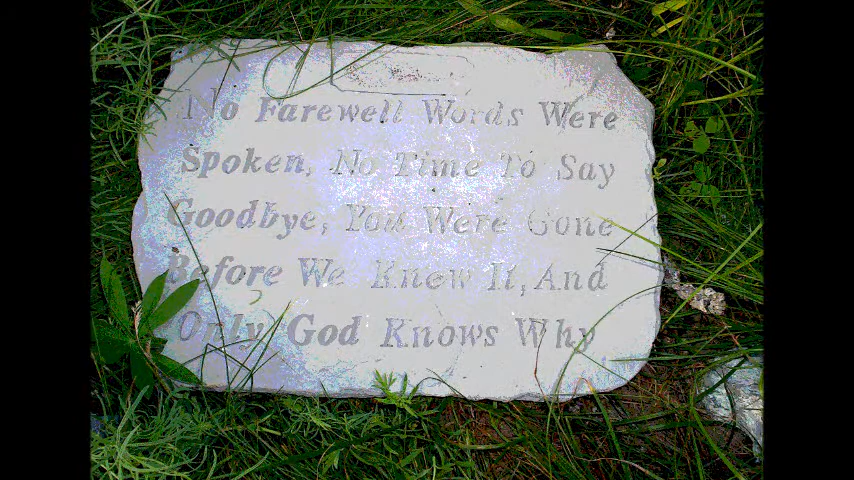 No Farewell Words Were
Spoken, No Time To Say
Goodbye, You Were Gone
Before We Knew It, And
Only God Knows Why